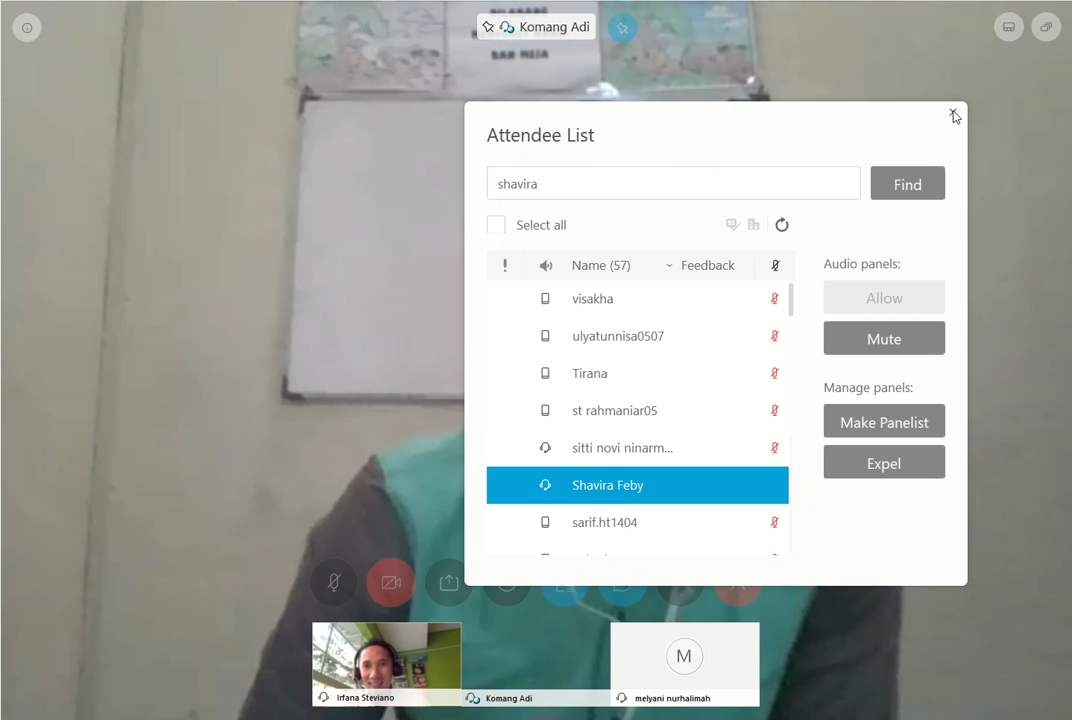 Komang Adi
BAB MEJA
Attendee List
shavira
Find
Select all
! Name (57) Feedback
visakha
ulyatunnisa0507
Tirana
st rahmaniar05
sitti novi ninarm...
Shavira Feby
sarif.ht1404
Audio panels:
Allow
Mute
Manage panels:
Make Panelist
Expel
M
Irfana Steviano
Komang Adi
melyani nurhalimah